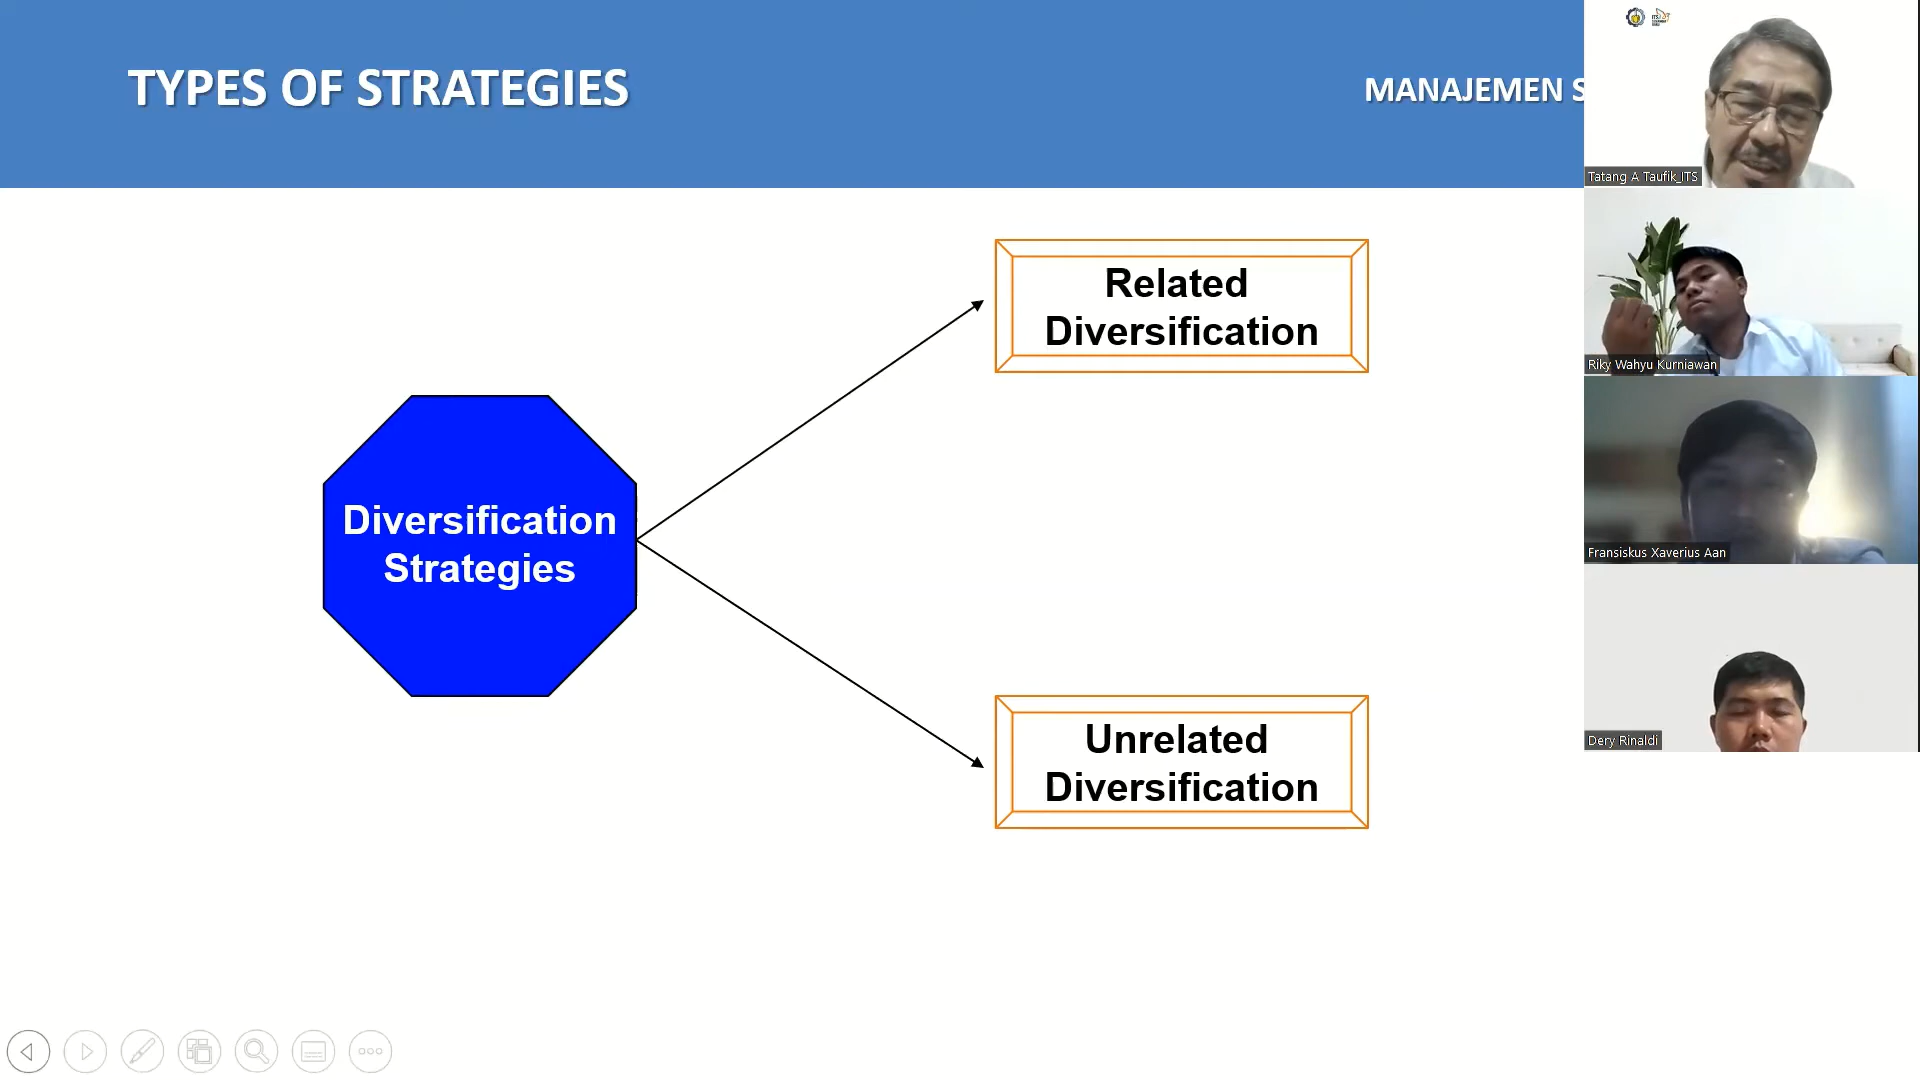 TYPES OF STRATEGIES
MANAJEMEN S
Related
Diversification
Diversification
Strategies
Unrelated
Diversification
Tatang A Taufik_ITS
Riky Wahyu Kurniawan
Fransiskus Xaverius Aan
Dery Rinaldi